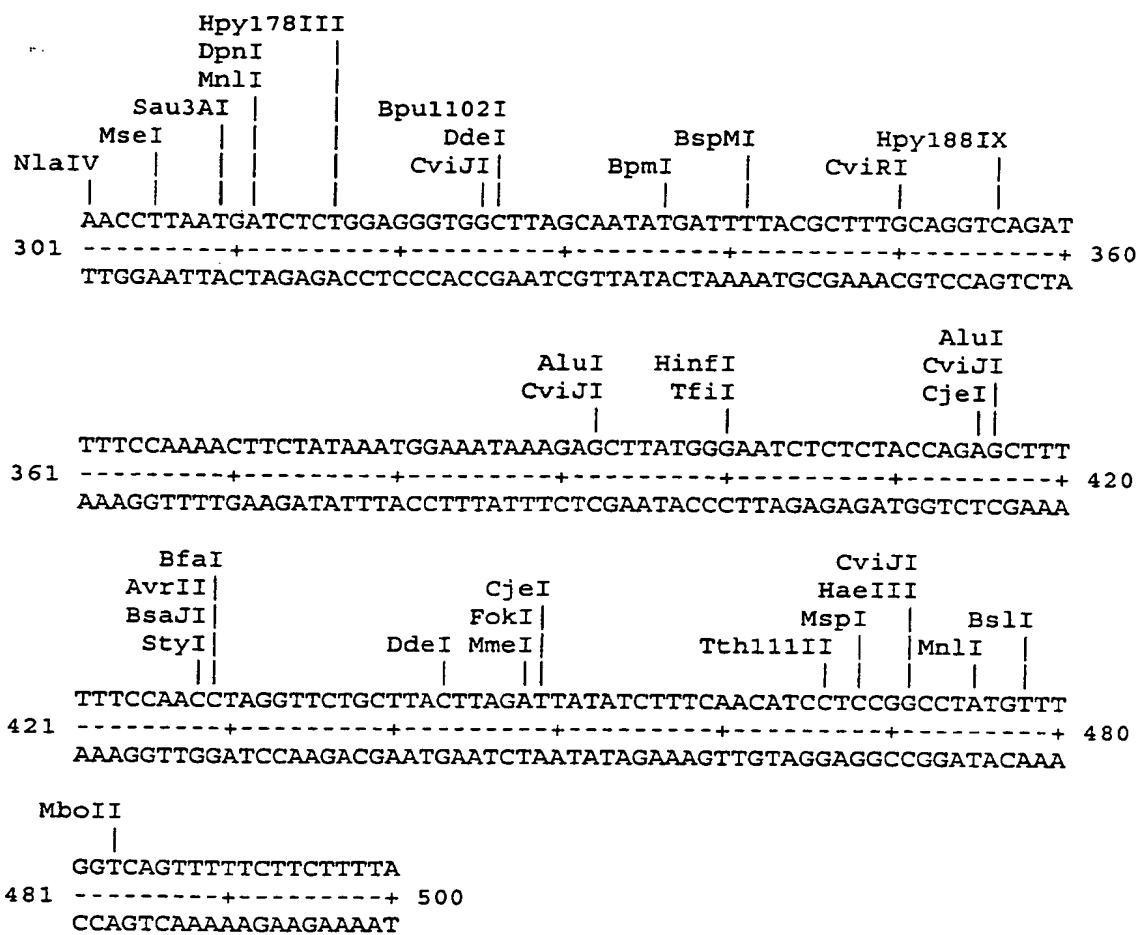 Hpy178III
DpnI
MnlI
Sau3AI Bpu1102I
MseI DdeI BspMI Hpy188IX
NlaIV CviJI BpmI CviRI
AACCTTAATGATCTCTGGAGGGTGGCTTAGCAATATGATTTTACGCTTTGCAGGTCAGAT
301 ---------+---------+---------+---------+---------+---------+ 360
TTGGAATTACTAGAGACCTCCCACCGAATCGTTATACTAAAATGCGAAACGTCCAGTCTA
AluI
AluI HinfI CviJI
CviJI TfiI CjeI
TTTCCAAAACTTCTATAAATGGAAATAAAGAGCTTATGGGAATCTCTCTACCAGAGCTTT
361 ---------+---------+---------+---------+---------+---------+ 420
AAAGGTTTTGAAGATATTTACCTTTATTTCTCGAATACCCTTAGAGAGATGGTCTCGAAA
BfaI CviJI
AvrII CjeI HaeIII
BsaJI FokI MspI BslI
StyI DdeI MmeI Tth111II MnlI
TTTCCAACCTAGGTTCTGCTTACTTAGATTATATCTTTCAACATCCTCCGGCCTATGTTT
421 ---------+---------+---------+---------+---------+---------+ 480
AAAGGTTGGATCCAAGACGAATGAATCTAATATAGAAAGTTGTAGGAGGCCGGATACAAA
MboII
GGTCAGTTTTTCTTCTTTTA
481 ---------+---------+ 500
CCAGTCAAAAAGAAGAAAAT